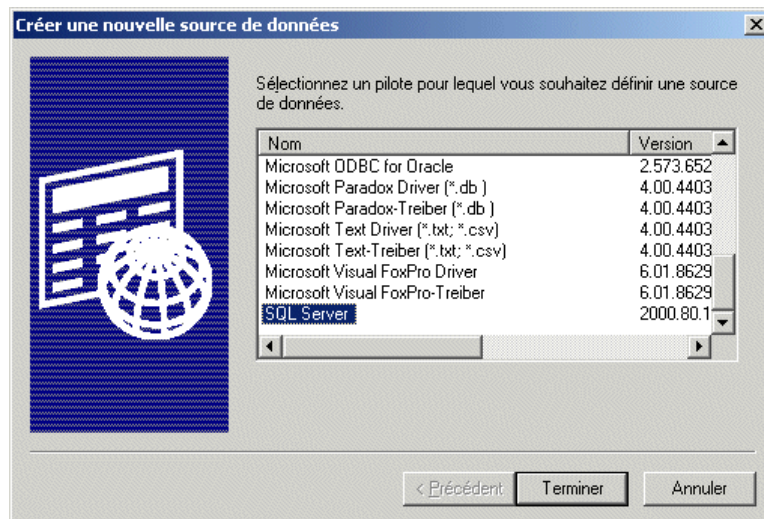 Créer une nouvelle source de données
Sélectionnez un pilote pour lequel vous souhaitez définir une source
de données.
Nom Version
Microsoft ODBC for Oracle 2.573.652
Microsoft Paradox Driver (*.db ) 4.00.4403
Microsoft Paradox-Treiber (*.db ) 4.00.4403
Microsoft Text Driver (*.txt; *.csv) 4.00.4403
Microsoft Text-Treiber (*.txt; *.csv) 4.00.4403
Microsoft Visual FoxPro Driver 6.01.8629
Microsoft Visual FoxPro-Treiber 6.01.8629
SQL Server 2000.80.1
< Précédent Terminer Annuler